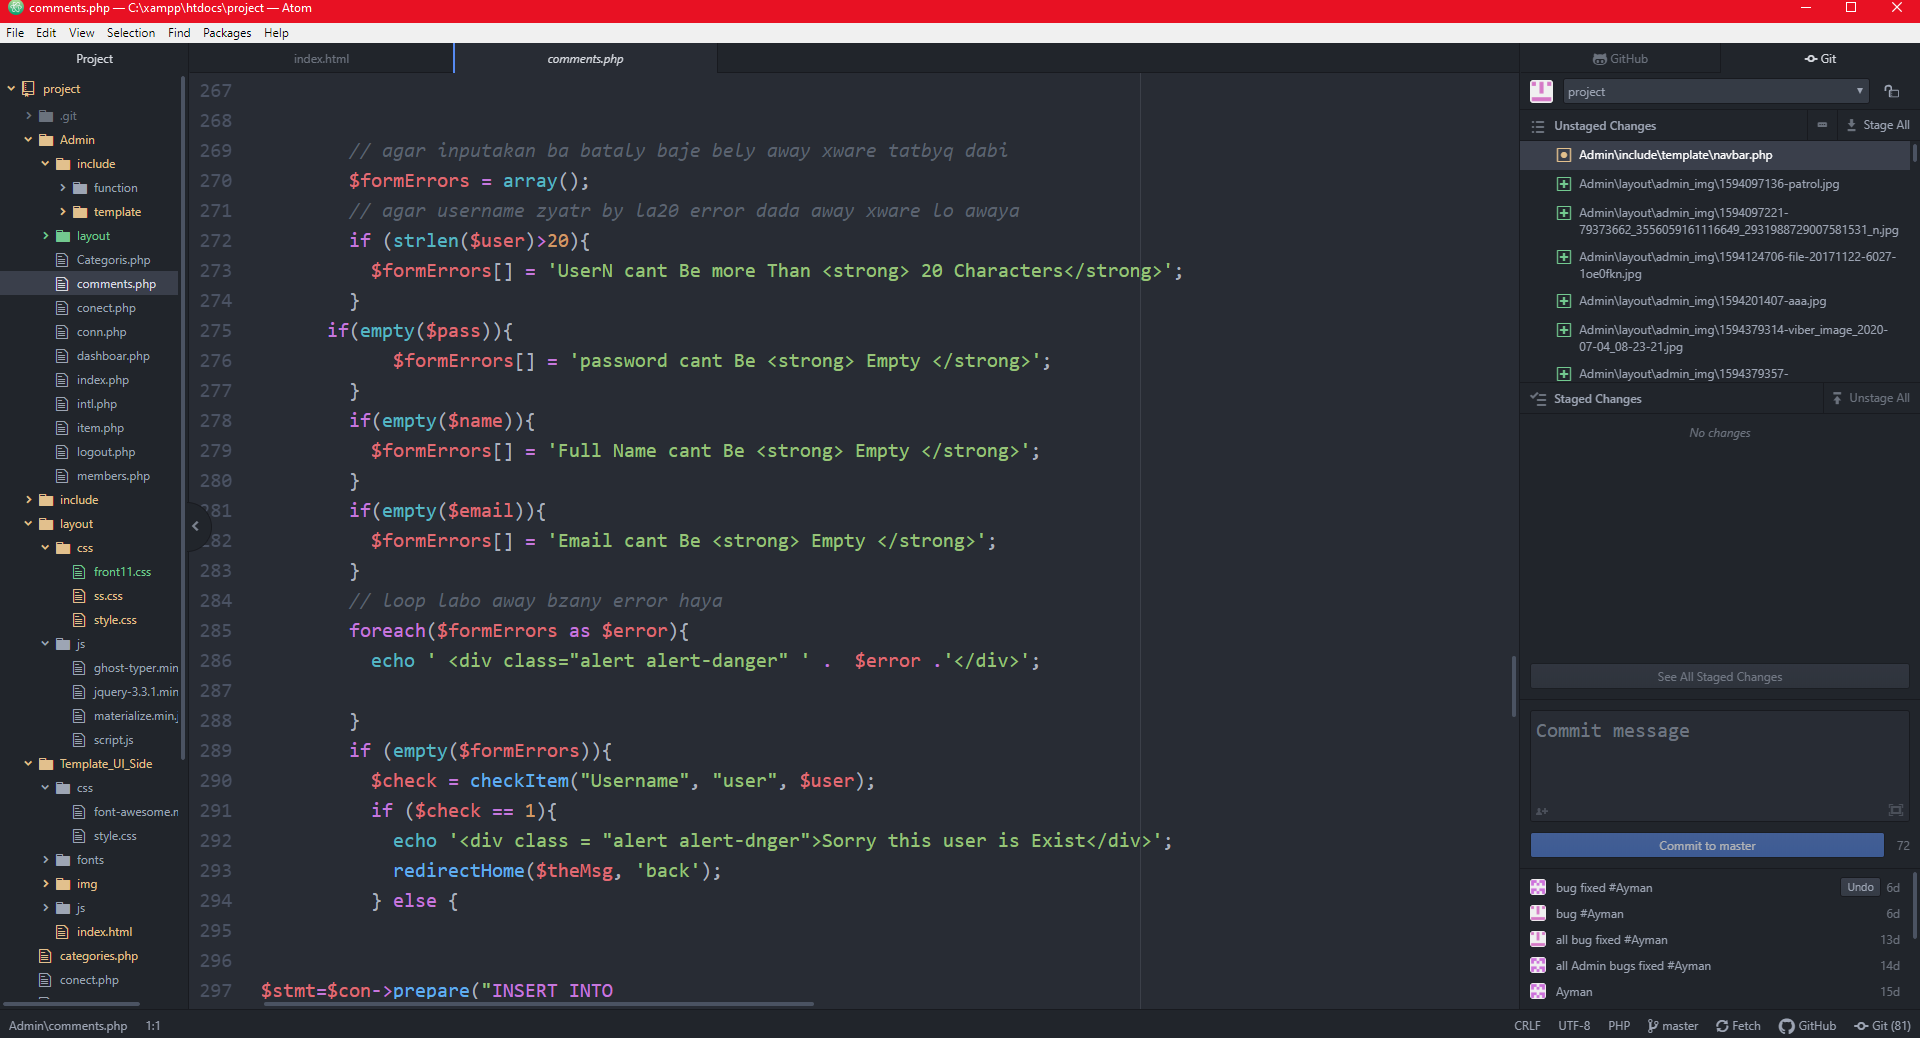 comments.php — C:\xampp\htdocs\project — Atom
File Edit View Selection Find Packages Help
Project
project
.git
Admin
include
function
template
layout
Categoris.php
comments.php
conect.php
conn.php
dashboar.php
index.php
intl.php
item.php
logout.php
members.php
include
layout
css
front11.css
ss.css
style.css
js
ghost-typer.min
jquery-3.3.1.min
materialize.min.j
script.js
Template_UI_Side
css
font-awesome.n
style.css
fonts
img
js
index.html
categories.php
conect.php
index.html comments.php
267
268
269 // agar inputakan ba bataly baje bely away xware tatbyq dabi
270 $formErrors = array();
271 // agar username zyatr by la20 error dada away xware lo awaya
272 if (strlen($user)>20){
273 $formErrors[] = 'UserN cant Be more Than <strong> 20 Characters</strong>';
274 }
275 if(empty($pass)){
276 $formErrors[] = 'password cant Be <strong> Empty </strong>';
277 }
278 if(empty($name)){
279 $formErrors[] = 'Full Name cant Be <strong> Empty </strong>';
280 }
281 if(empty($email)){
282 $formErrors[] = 'Email cant Be <strong> Empty </strong>';
283 }
284 // loop labo away bzany error haya
285 foreach($formErrors as $error){
286 echo ' <div class="alert alert-danger" ' .  $error .'</div>';
287
288 }
289 if (empty($formErrors)){
290 $check = checkItem("Username", "user", $user);
291 if ($check == 1){
292 echo '<div class = "alert alert-dnger">Sorry this user is Exist</div>';
293 redirectHome($theMsg, 'back');
294 } else {
295
296
297 $stmt=$con->prepare("INSERT INTO
GitHub Git
project
Unstaged Changes Stage All
Admin\include\template\navbar.php
Admin\layout\admin_img\1594097136-patrol.jpg
Admin\layout\admin_img\1594097221-
79373662_3556059161116649_2931988729007581531_n.jpg
Admin\layout\admin_img\1594124706-file-20171122-6027-
1oe0fkn.jpg
Admin\layout\admin_img\1594201407-aaa.jpg
Admin\layout\admin_img\1594379314-viber_image_2020-
07-04_08-23-21.jpg
Admin\layout\admin_img\1594379357-
Staged Changes Unstage All
No changes
See All Staged Changes
Commit message
Commit to master 72
bug fixed #Ayman Undo 6d
bug #Ayman 6d
all bug fixed #Ayman 13d
all Admin bugs fixed #Ayman 14d
Ayman 15d
Admin\comments.php 1:1 CRLF UTF-8 PHP master Fetch GitHub Git (81)